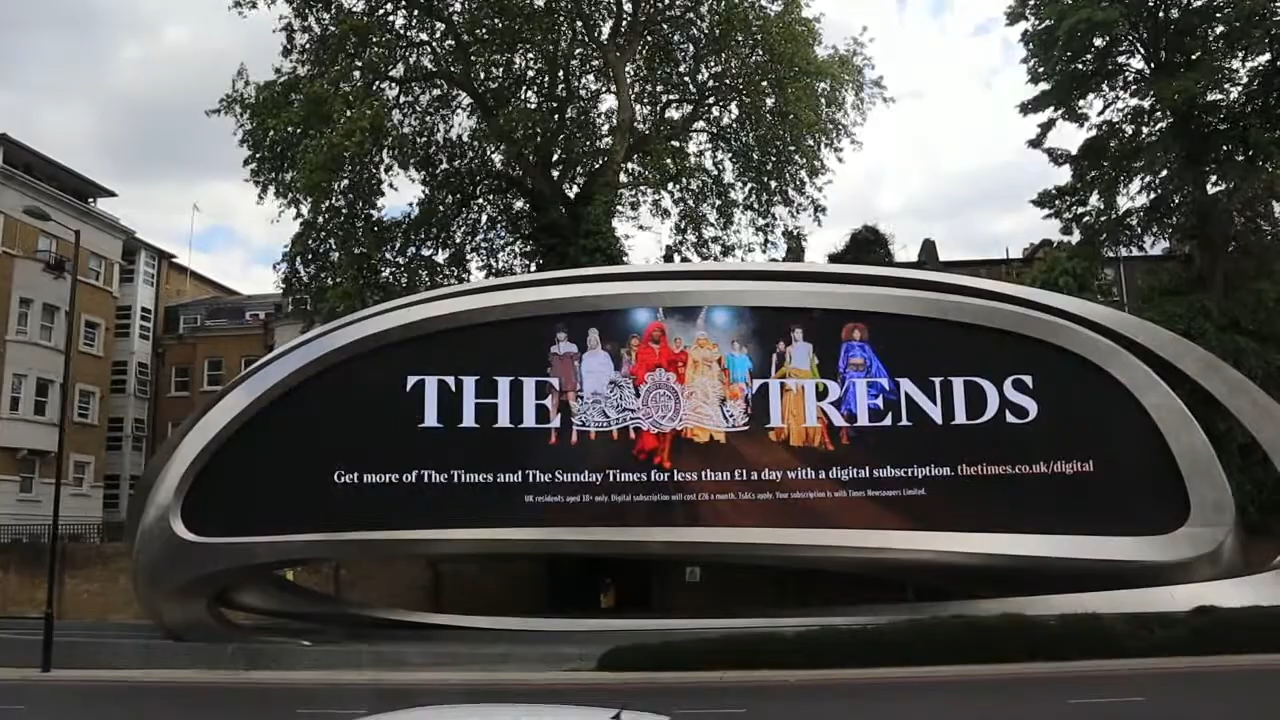 THE TRENDS
Get more of The Times and The Sunday Times for less than £1 a day with a digital subscription. thetimes.co.uk/digital
UK residents aged 18+ only. Digital subscription will cost £26 a month. Ts&Cs apply. Your subscription is with Times Newspapers Limited.